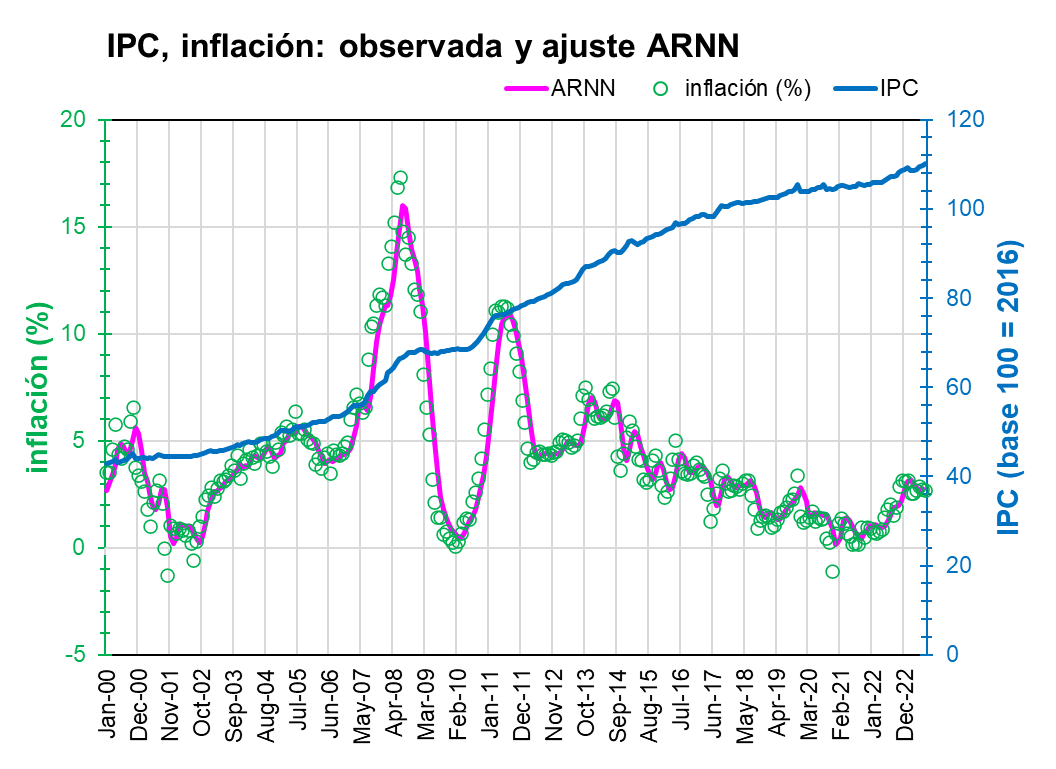 IPC, inflación: observada y ajuste ARNN
ARNN
inflación (%)
IPC
20
15
10
5
0
-5
inflación (%)
120
100
80
60
40
20
0
IPC (base 100 = 2016)
Jan-00
Dec-00
Nov-01
Oct-02
Sep-03
Aug-04
Jul-05
Jun-06
May-07
Apr-08
Mar-09
Feb-10
Jan-11
Dec-11
Nov-12
Oct-13
Sep-14
Aug-15
Jul-16
Jun-17
May-18
Apr-19
Mar-20
Feb-21
Jan-22
Dec-22